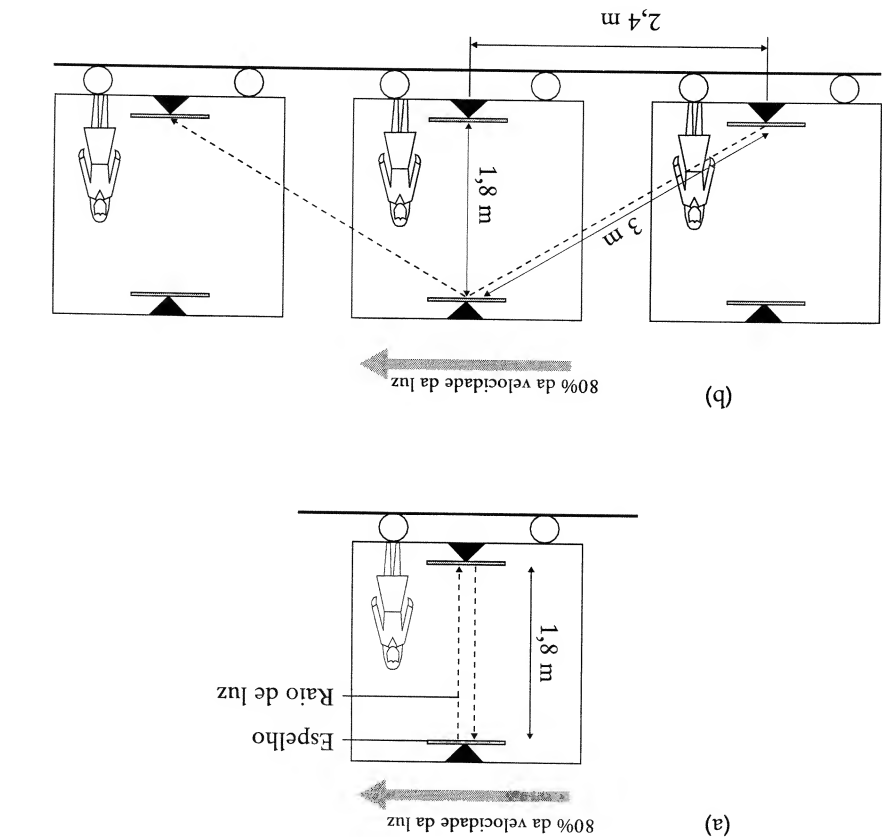 (a)
80% da velocidade da luz
Espelho
Raio de luz
1,8 m
(b)
80% da velocidade da luz
3 m
1,8 m
2,4 m